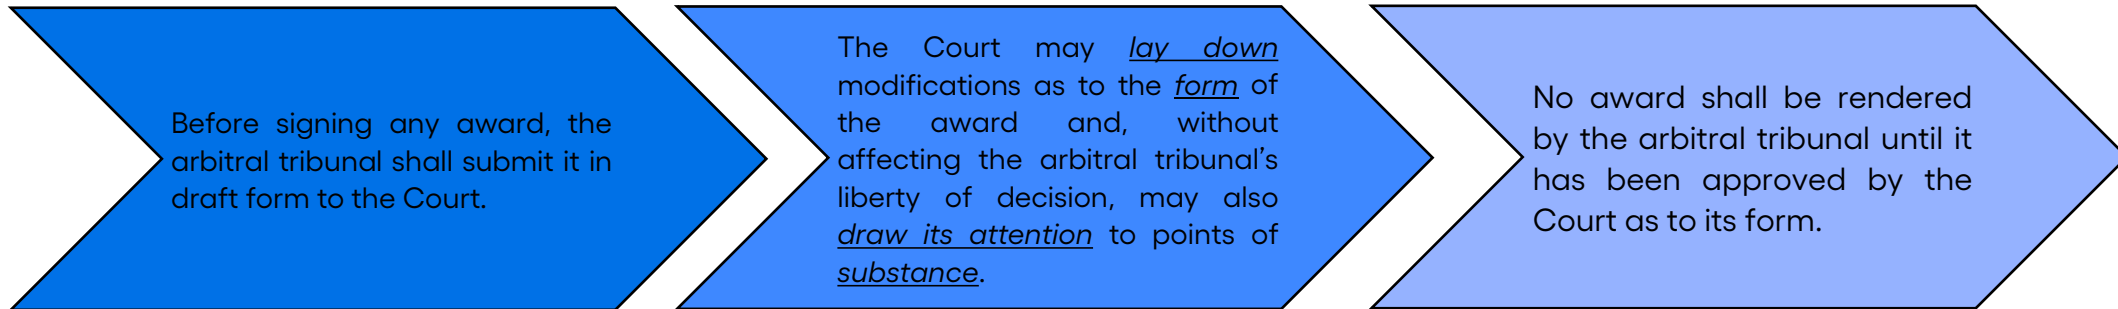 Before signing any award, the
arbitral tribunal shall submit it in
draft form to the Court.
The Court may lay down
modifications as to the form of
the award and, without
affecting the arbitral tribunal’s
liberty of decision, may also
draw its attention to points of
substance.
No award shall be rendered
by the arbitral tribunal until it
has been approved by the
Court as to its form.